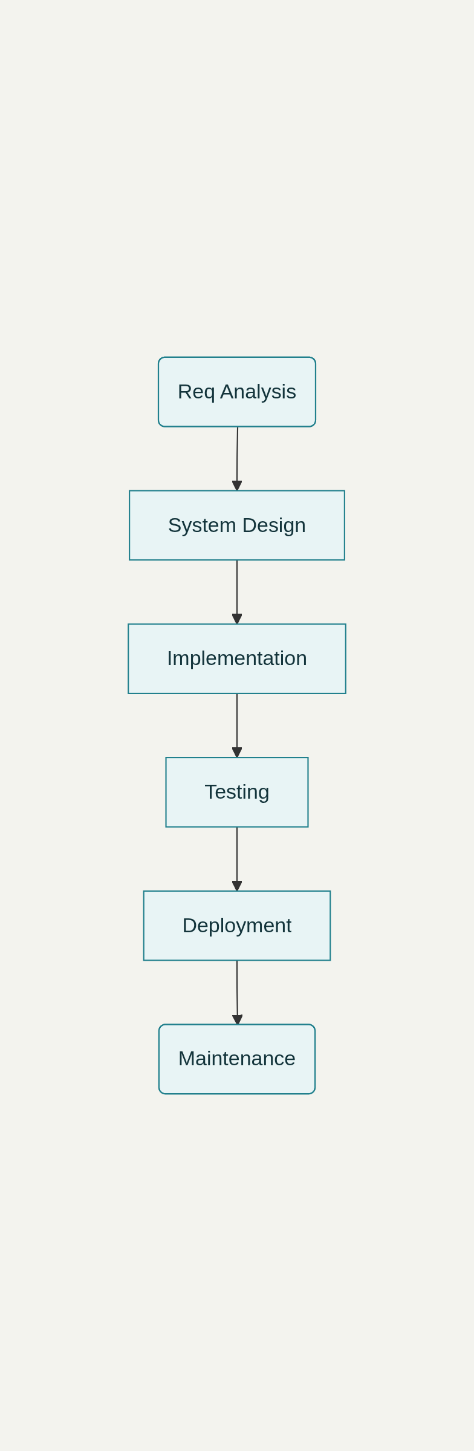 Req Analysis
System Design
Implementation
Testing
Deployment
Maintenance